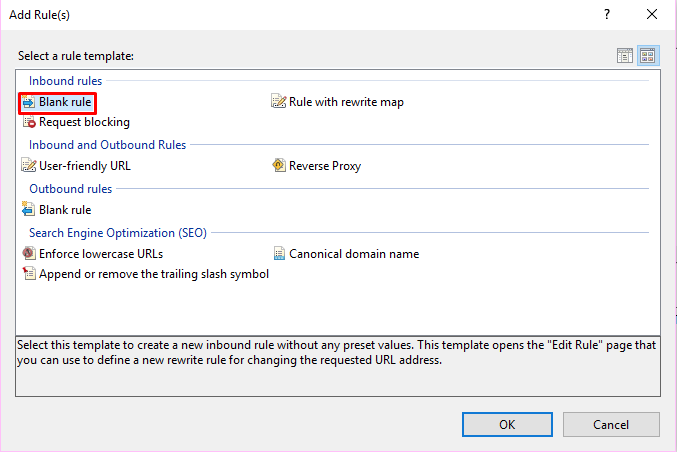 Add Rule(s)
?
Select a rule template:
Inbound rules
Blank rule
Rule with rewrite map
Request blocking
Inbound and Outbound Rules
User-friendly URL
Reverse Proxy
Outbound rules
Blank rule
Search Engine Optimization (SEO)
Enforce lowercase URLs
Canonical domain name
Append or remove the trailing slash symbol
Select this template to create a new inbound rule without any preset values. This template opens the "Edit Rule" page that
you can use to define a new rewrite rule for changing the requested URL address.
OK
Cancel